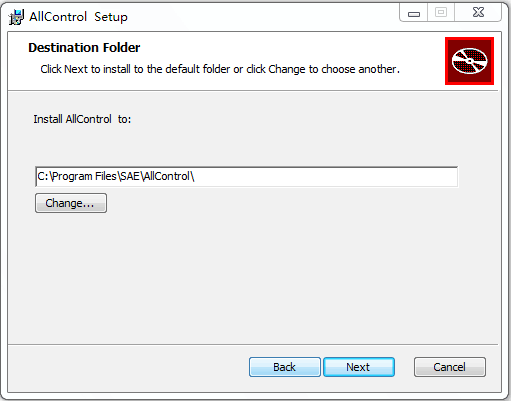 AllControl Setup
Destination Folder
Click Next to install to the default folder or click Change to choose another.
Install AllControl to:
C:\Program Files\SAE\AllControl\
Change...
Back
Next
Cancel